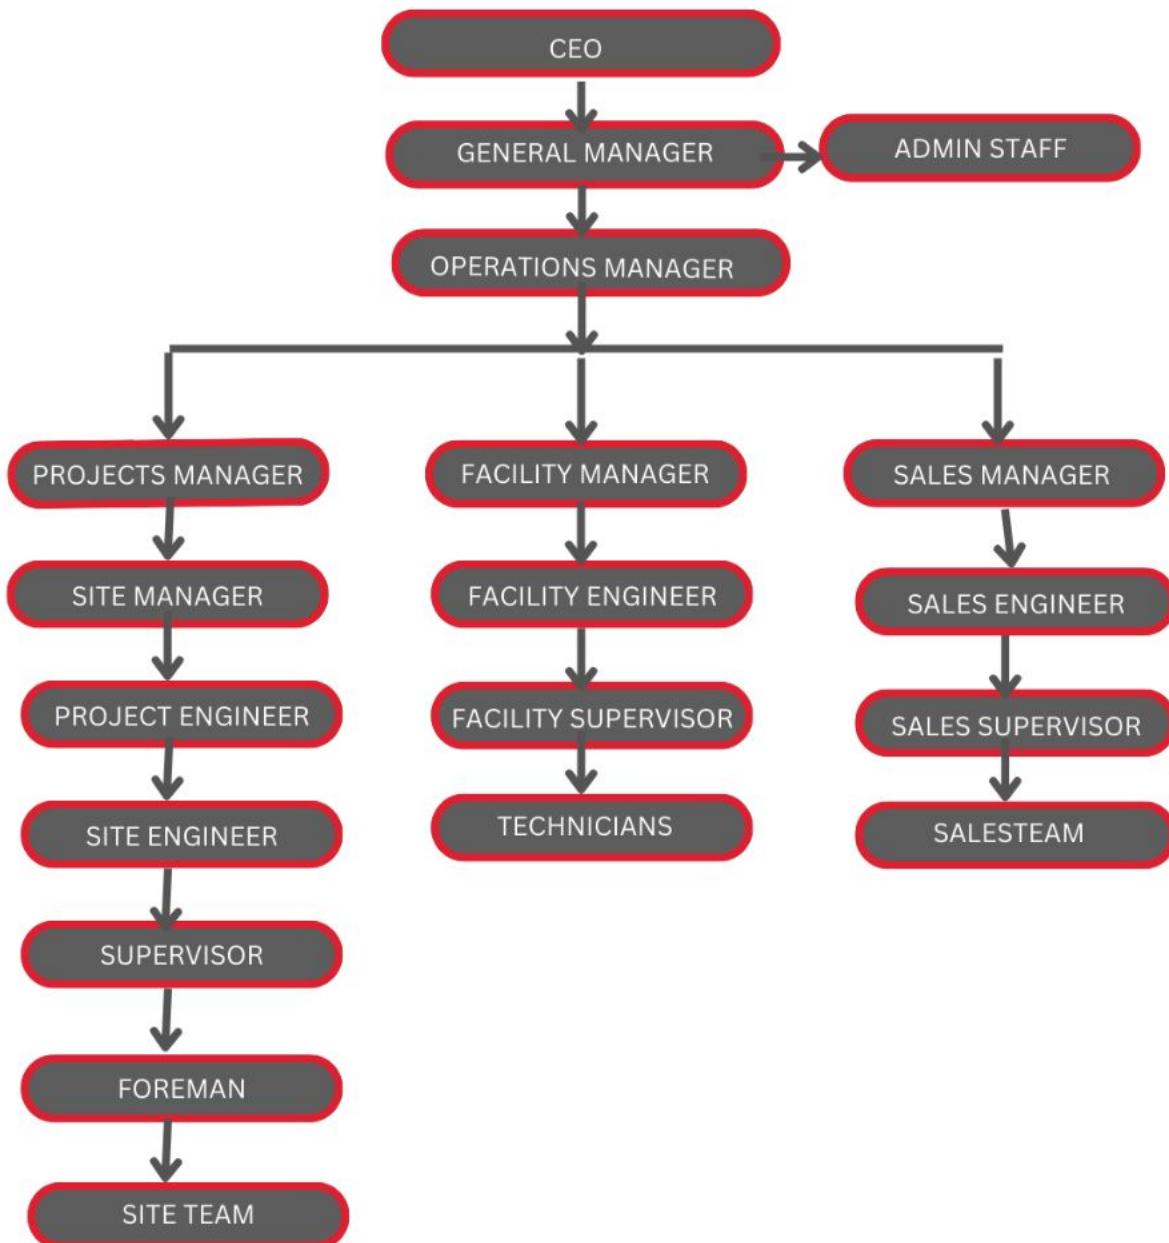 CEO
GENERAL MANAGER
ADMIN STAFF
OPERATIONS MANAGER
PROJECTS MANAGER
FACILITY MANAGER
SALES MANAGER
SITE MANAGER
FACILITY ENGINEER
SALES ENGINEER
PROJECT ENGINEER
FACILITY SUPERVISOR
SALES SUPERVISOR
SITE ENGINEER
TECHNICIANS
SALESTEAM
SUPERVISOR
FOREMAN
SITE TEAM